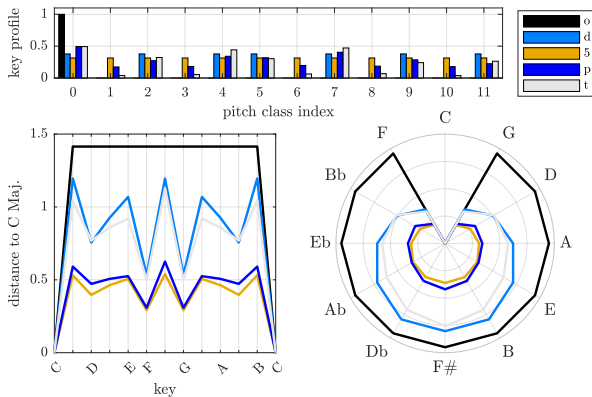 key profile
1
0.5
0
0 1 2 3 4 5 6 7 8 9 10 11
pitch class index
o
d
5
p
t
distance to C Maj.
1.5
1
0.5
0
C D E F G A B C
key
C
G
D
A
E
B
F#
Db
Ab
Eb
Bb
F